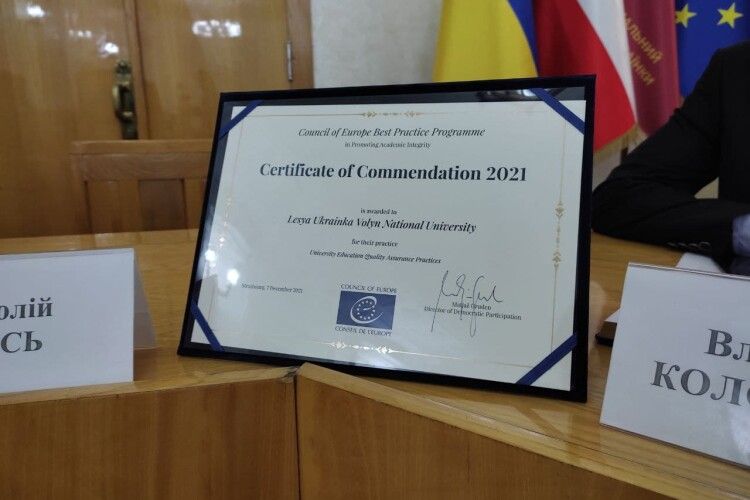 Council of Europe Best Practice Programme
in Promoting Academic Integrity
Certificate of Commendation 2021
is awarded to
Lesya Ukrainka Volyn National University
for their practice
University Education Quality Assurance Practices
Strasbourg, 7 December 2021
COUNCIL OF EUROPE
CONSEIL DE L'EUROPE
Matjaž Gruden
Director of Democratic Participation
олій
СЬ
Вл
КОЛО